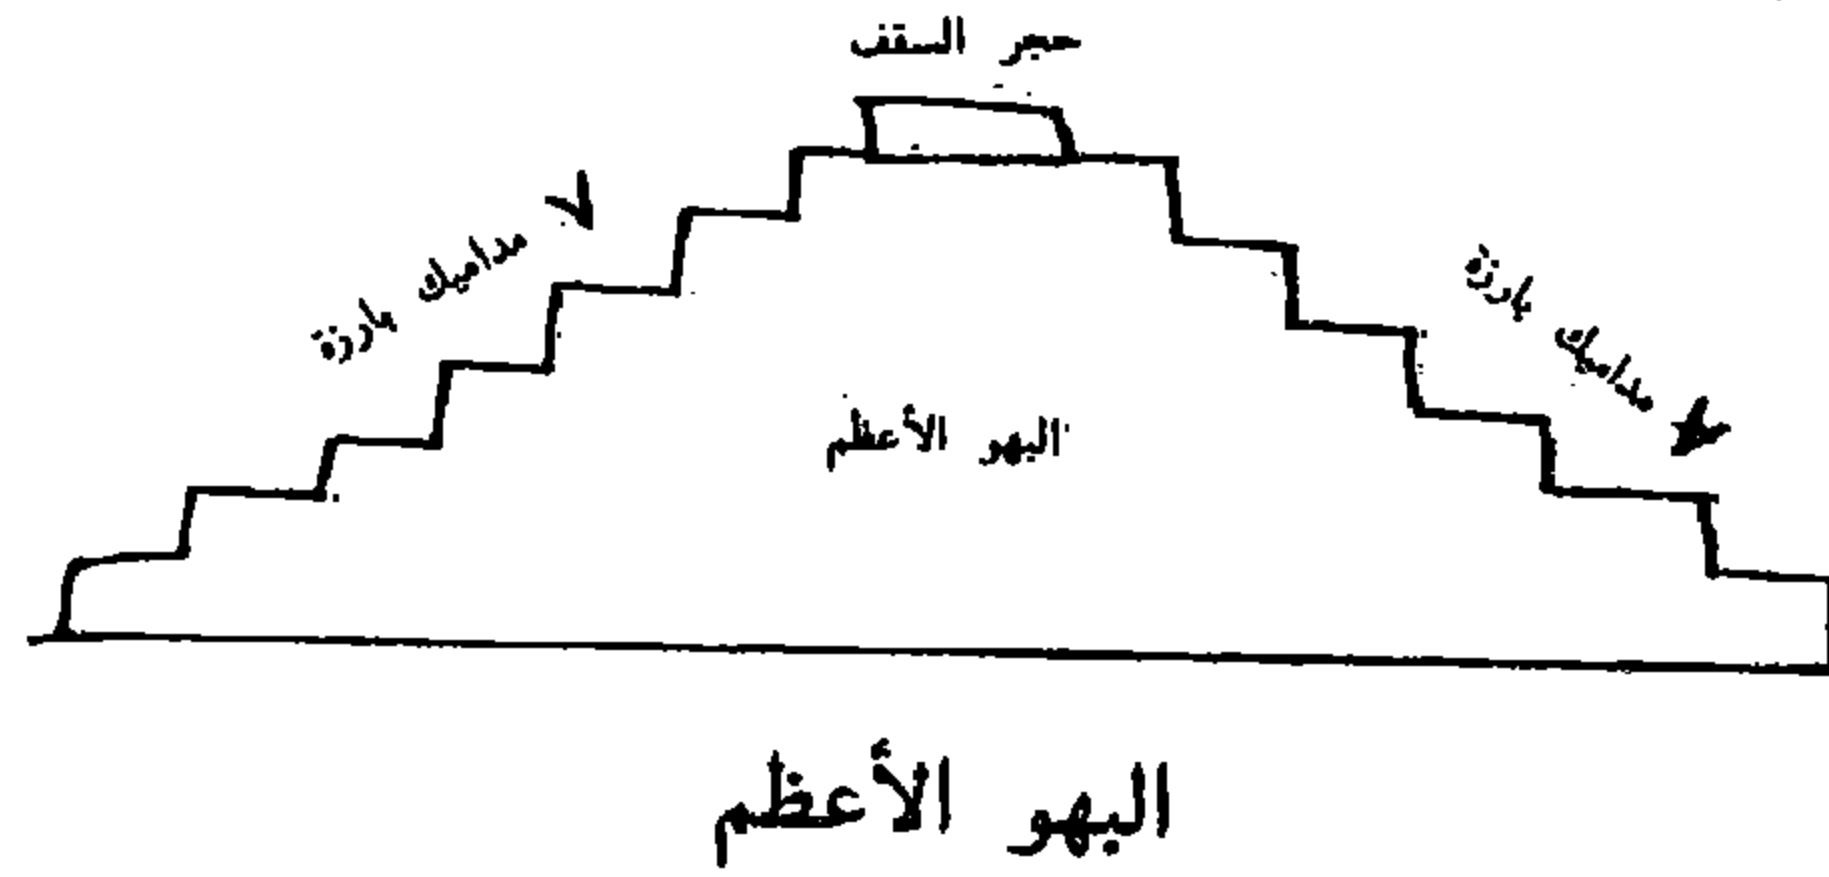 حجر السقف
٧ مداميك بارزة
مداميك بارزة
البهو الأعظم
البهو الأعظم